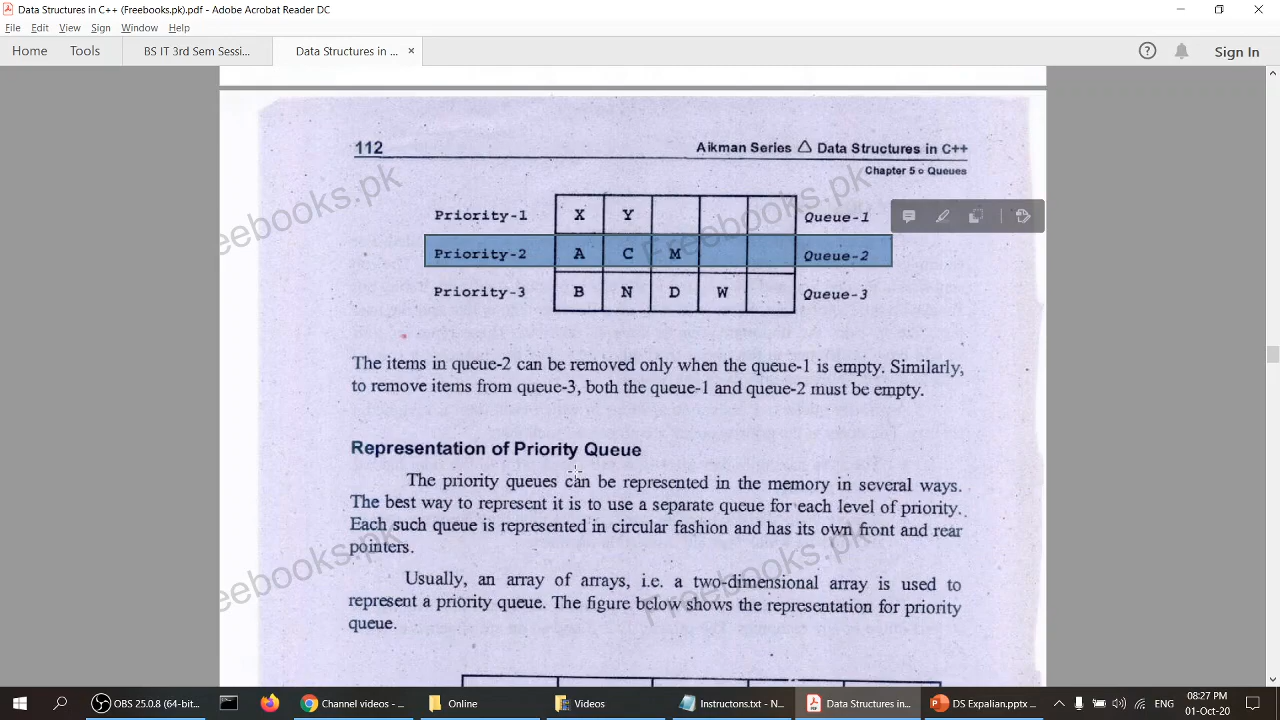 Data Structures in C++ (Freebooks.pk).pdf - Adobe Acrobat Reader DC
File Edit View Sign Window Help
Home Tools BS IT 3rd Sem Sessi... Data Structures in ... × Sign In
112 Aikman Series △ Data Structures in C++
Chapter 5 o Queues
Priority-1 X Y Queue-1
Priority-2 A C M Queue-2
Priority-3 B N D W Queue-3
The items in queue-2 can be removed only when the queue-1 is empty. Similarly,
to remove items from queue-3, both the queue-1 and queue-2 must be empty.
Representation of Priority Queue
The priority queues can be represented in the memory in several ways.
The best way to represent it is to use a separate queue for each level of priority.
Each such queue is represented in circular fashion and has its own front and rear
pointers.
Usually, an array of arrays, i.e. a two-dimensional array is used to
represent a priority queue. The figure below shows the representation for priority
queue.
Freebooks.pk
Freebooks.pk
Freebooks.pk
Freebooks.pk
OBS 25.0.8 (64-bit... Channel videos - ... Online Videos Instructons.txt - N... Data Structures in... DS Expalian.pptx -... ENG 08:27 PM
01-Oct-20